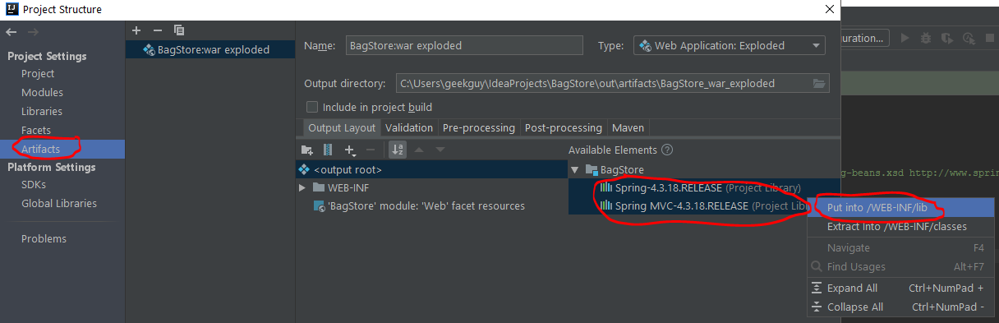 Project Structure
Project Settings
Project
Modules
Libraries
Facets
Artifacts
Platform Settings
SDKs
Global Libraries
Problems
BagStore:war exploded
Name: BagStore:war exploded Type: Web Application: Exploded
Output directory: C:\Users\geekguy\IdeaProjects\BagStore\out\artifacts\BagStore_war_exploded
Include in project build
Output Layout Validation Pre-processing Post-processing Maven
Available Elements
<output root>
WEB-INF
'BagStore' module: 'Web' facet resources
BagStore
Spring-4.3.18.RELEASE (Project Library)
Spring MVC-4.3.18.RELEASE (Project Lib
Put into /WEB-INF/lib
Extract Into /WEB-INF/classes
Navigate F4
Find Usages Alt+F7
Expand All Ctrl+NumPad +
Collapse All Ctrl+NumPad -
uration...
g-beans.xsd http://www.sprin